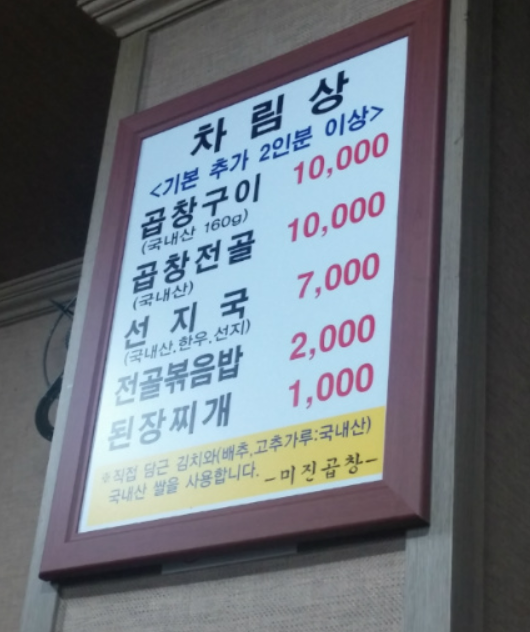 차림상
<기본 추가 2인분 이상>
곱창구이 10,000
(국내산 160g)
곱창전골 10,000
(국내산)
선지국 7,000
(국내산.한우.선지)
전골볶음밥 2,000
된장찌개 1,000
※직접 담근 김치와(배추,고추가루:국내산)
국내산 쌀을 사용합니다. -미진곱창-